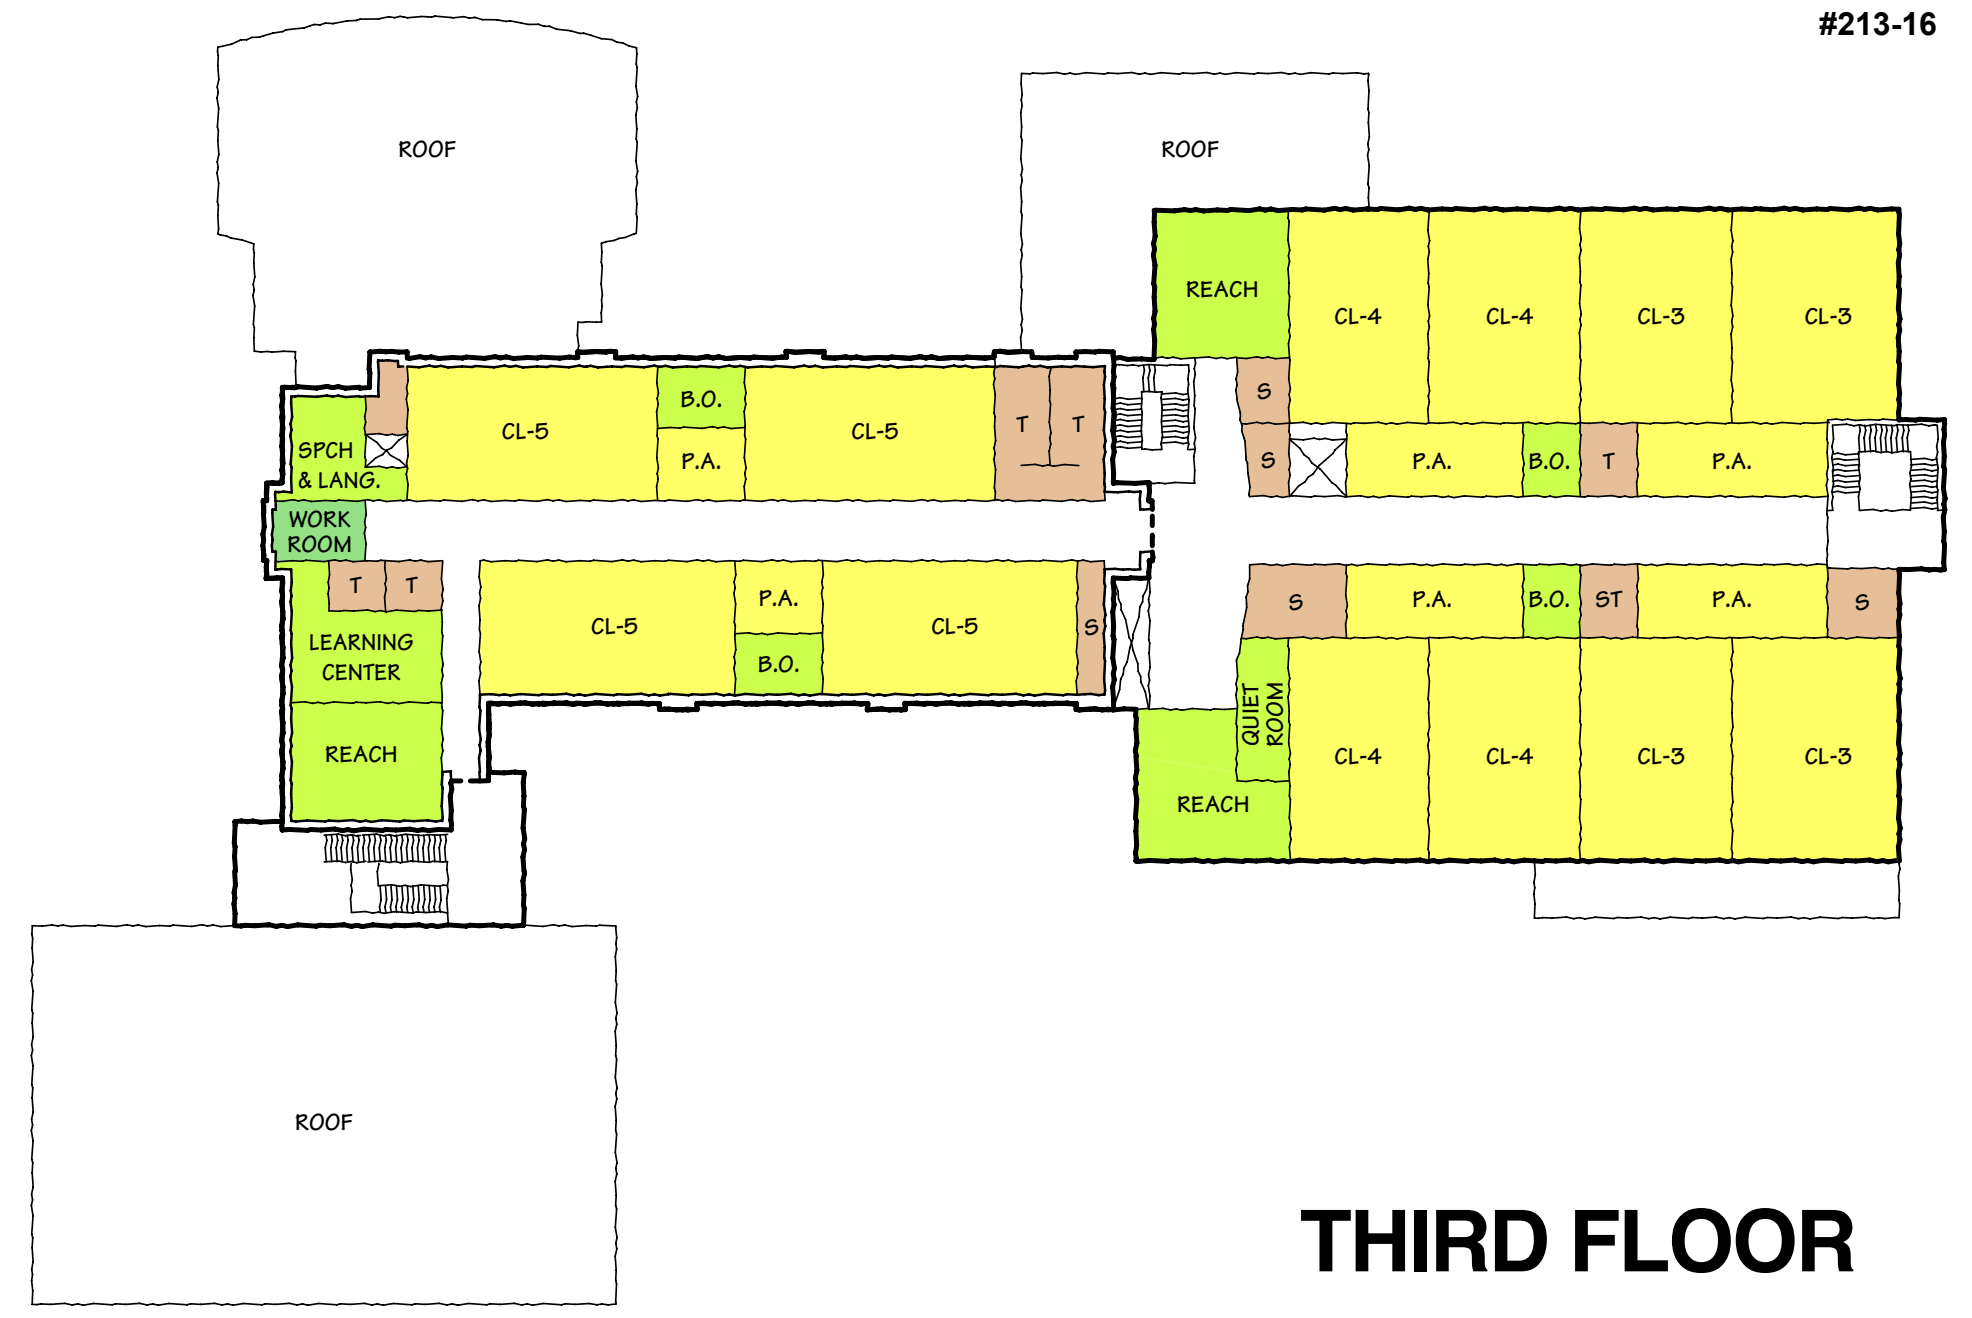 #213-16
ROOF
ROOF
REACH
CL-4
CL-4
CL-3
CL-3
S
B.O.
CL-5
CL-5
T
T
SPCH
& LANG.
P.A.
S
P.A.
B.O.
T
P.A.
WORK
ROOM
T
T
P.A.
CL-5
CL-5
S
B.O.
S
P.A.
B.O.
ST
P.A.
S
LEARNING
CENTER
QUIET
ROOM
REACH
CL-4
CL-4
CL-3
CL-3
REACH
ROOF
THIRD FLOOR